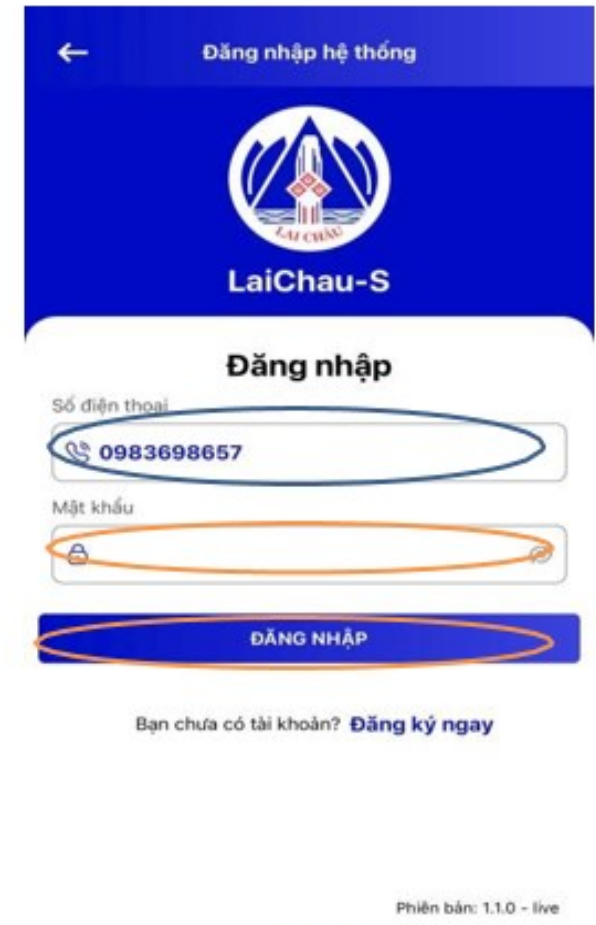 Đăng nhập hệ thống
LAI CHÂU
LaiChau-S
Đăng nhập
Số điện thoại
0983698657
Mật khẩu
ĐĂNG NHẬP
Bạn chưa có tài khoản? Đăng ký ngay
Phiên bản: 1.1.0 - live